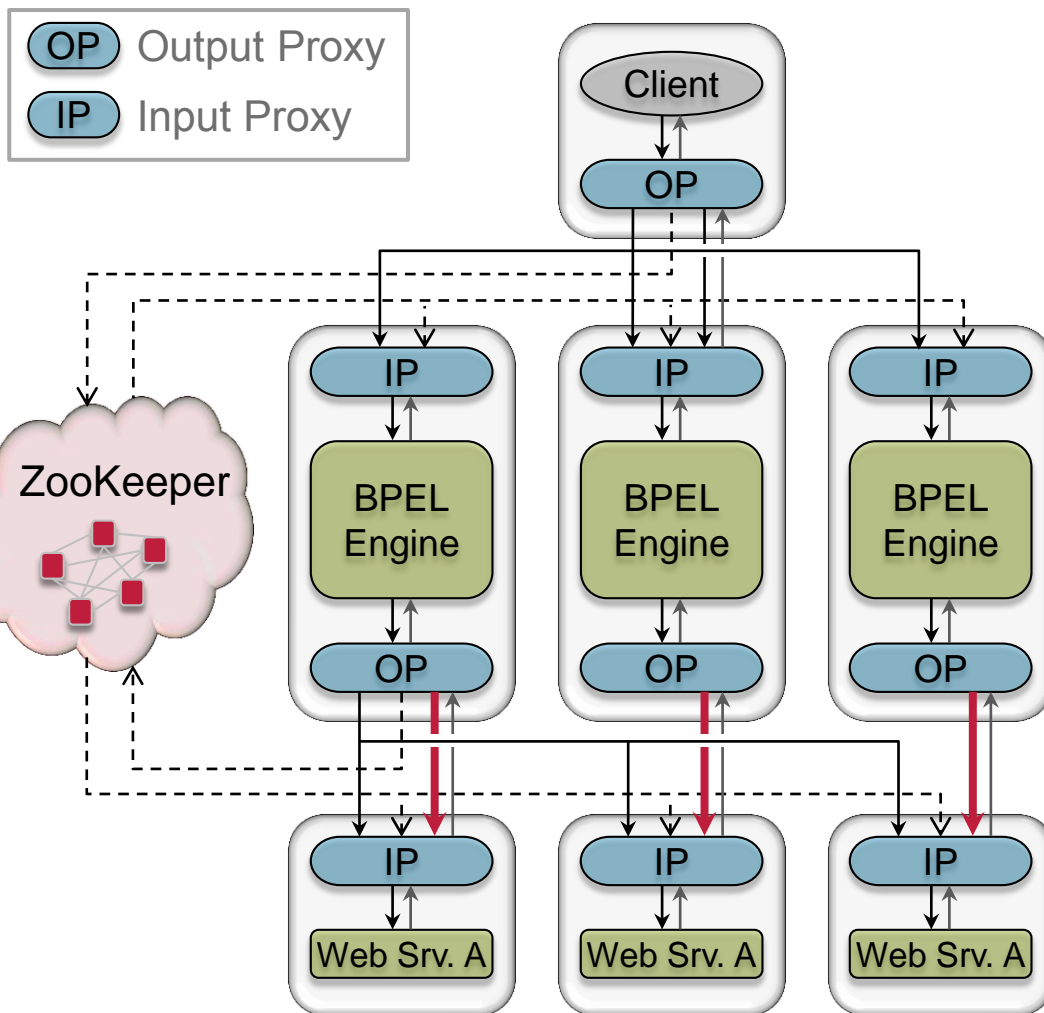 OP Output Proxy
IP Input Proxy
Client
OP
IP
IP
IP
ZooKeeper
BPEL
Engine
BPEL
Engine
BPEL
Engine
OP
OP
OP
IP
IP
IP
Web Srv. A
Web Srv. A
Web Srv. A